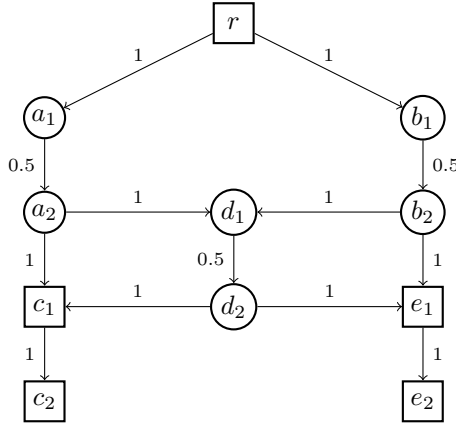 r
1 1
a₁ b₁
0.5 0.5
1 1
a₂ d₁ b₂
1 0.5 1
1 1
c₁ d₂ e₁
1 1
c₂ e₂